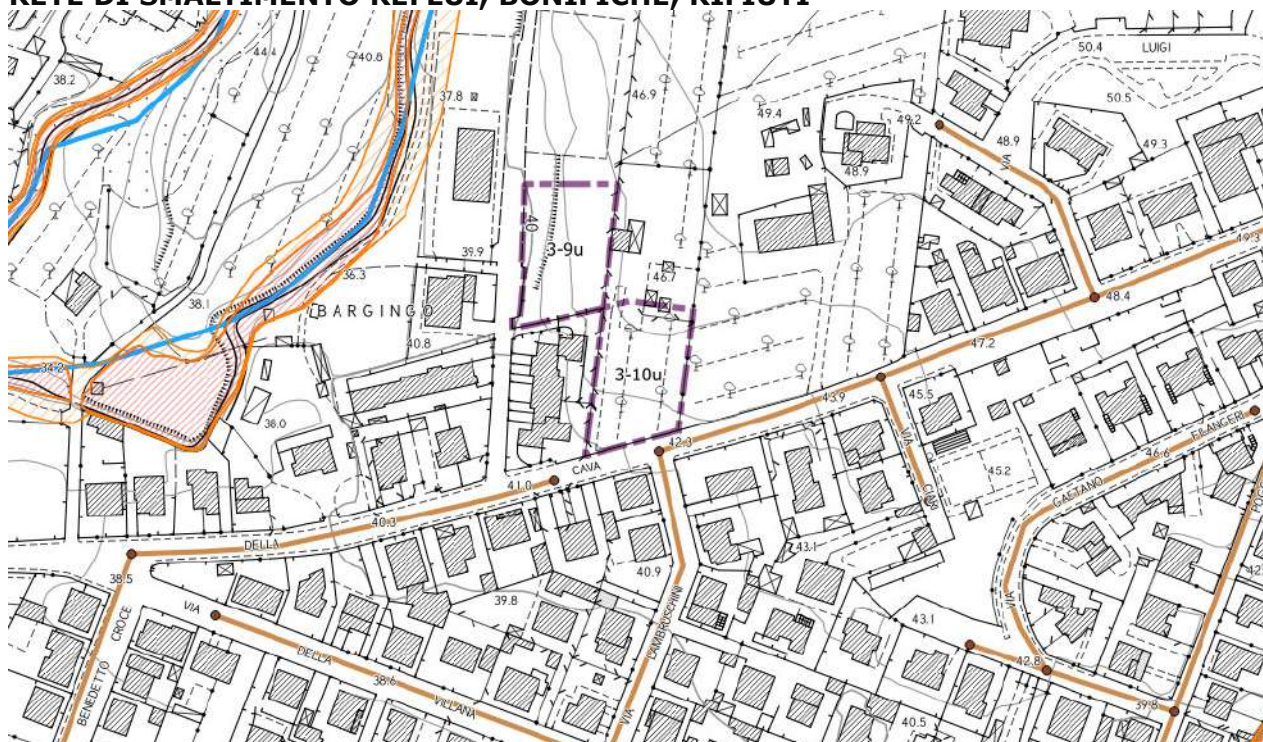 RETE DI SMALTIMENTO REFLUI, BONIFICHE, RIFIUTI
44.4
40.8
38.2
37.8
46.9
49.4
49.2
48.9
50.4
LUIGI
50.5
48.9
VIA
49.3
40
3-9u
39.9
36.3
38.1
BARGINGO
46.7
49.3
48.4
40.8
34.2
3-10u
47.2
38.0
43.9
45.5
VIA
42.3
CAVA
41.0
45.2
46.6
GAETANO
FILANGERI
40.3
DELLA
43.1
40.9
38.5
39.8
VIA
VIA
LAMBRUSCHINI
43.1
BENEDETTO CROCE
DELLA
38.6
VILLANA
42.8
39.8
VIA
40.5